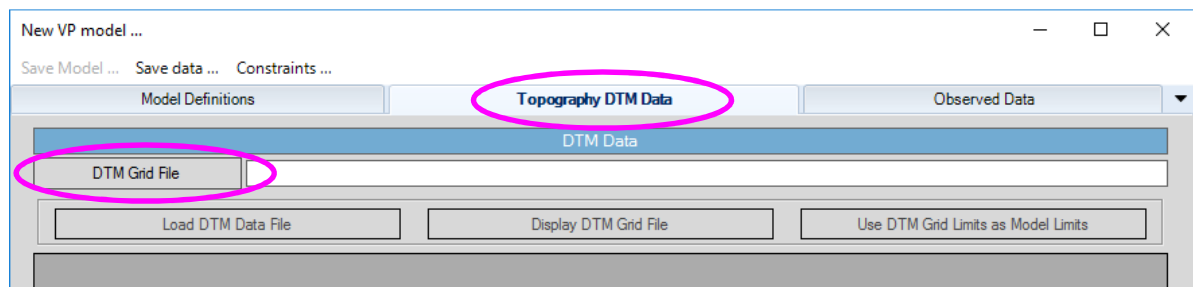 New VP model ...
Save Model ... Save data ... Constraints ...
Model Definitions Topography DTM Data Observed Data
DTM Data
DTM Grid File
Load DTM Data File Display DTM Grid File Use DTM Grid Limits as Model Limits